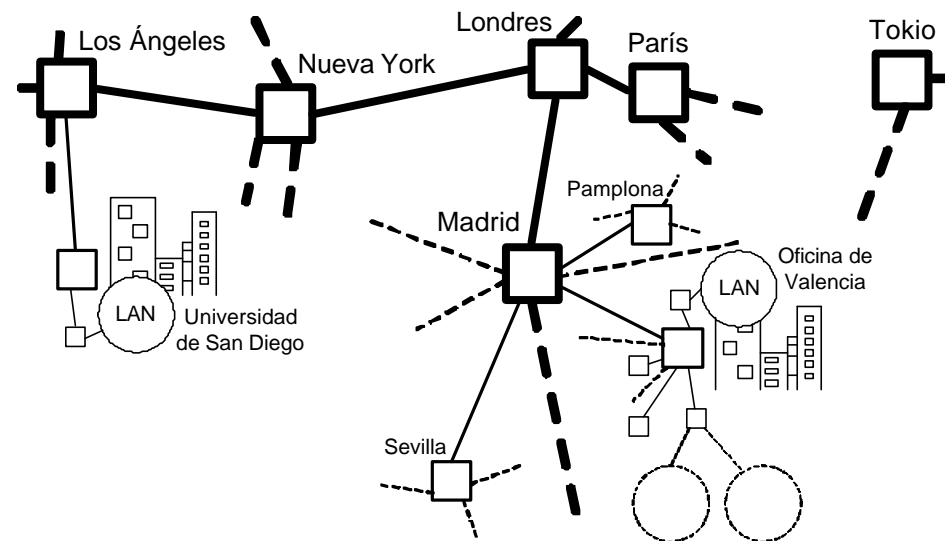 Los Ángeles
Nueva York
Londres
París
Tokio
Pamplona
Madrid
Oficina de
Valencia
LAN
LAN
Universidad
de San Diego
Sevilla